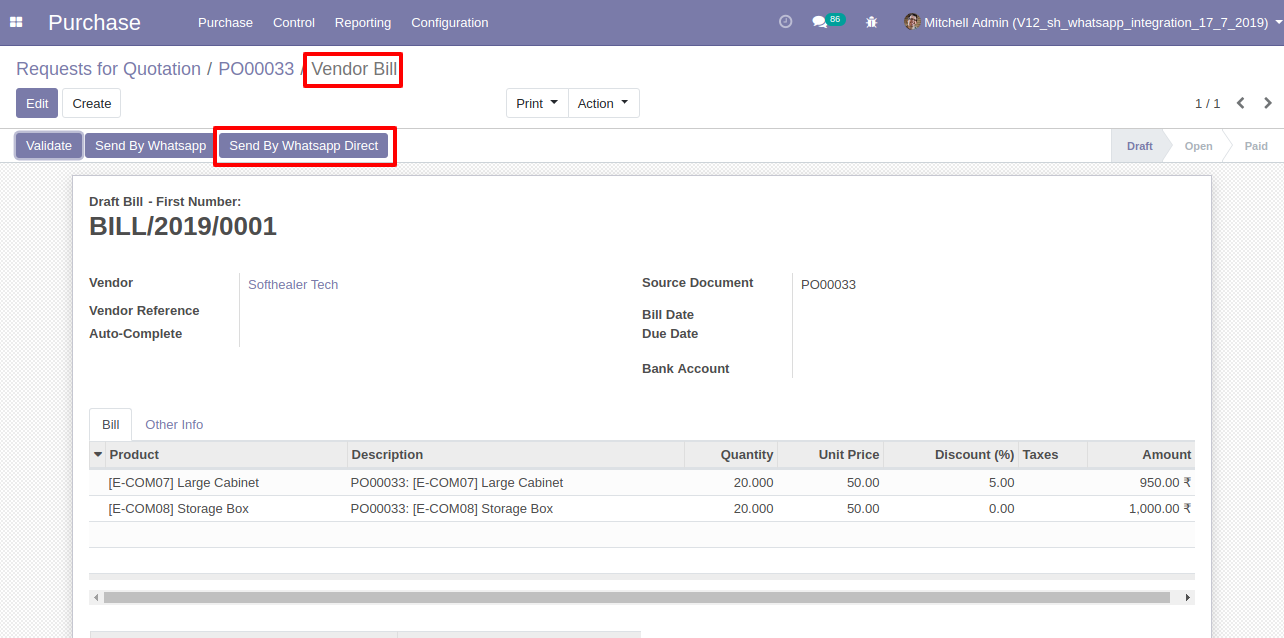 Purchase Purchase Control Reporting Configuration 86 Mitchell Admin (V12_sh_whatsapp_integration_17_7_2019)
Requests for Quotation / PO00033 / Vendor Bill
Edit Create Print Action 1 / 1
Validate Send By Whatsapp Send By Whatsapp Direct Draft Open Paid
Draft Bill - First Number:
BILL/2019/0001
Vendor Softhealer Tech Source Document PO00033
Vendor Reference Bill Date
Auto-Complete Due Date
Bank Account
Bill Other Info
Product Description Quantity Unit Price Discount (%) Taxes Amount
[E-COM07] Large Cabinet PO00033: [E-COM07] Large Cabinet 20.000 50.00 5.00 950.00 ₹
[E-COM08] Storage Box PO00033: [E-COM08] Storage Box 20.000 50.00 0.00 1,000.00 ₹